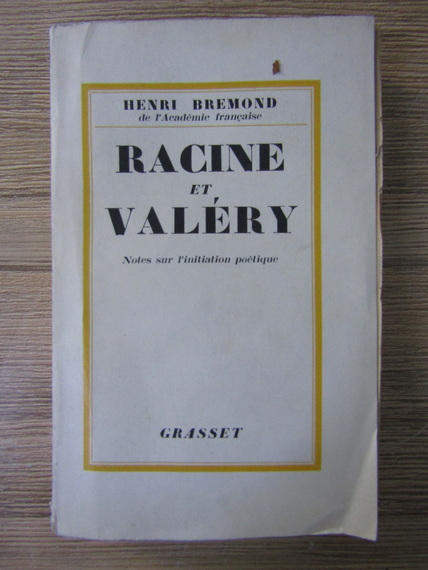 HENRI BREMOND
de l'Académie française
RACINE
ET
VALÉRY
Notes sur l'initiation poétique
GRASSET